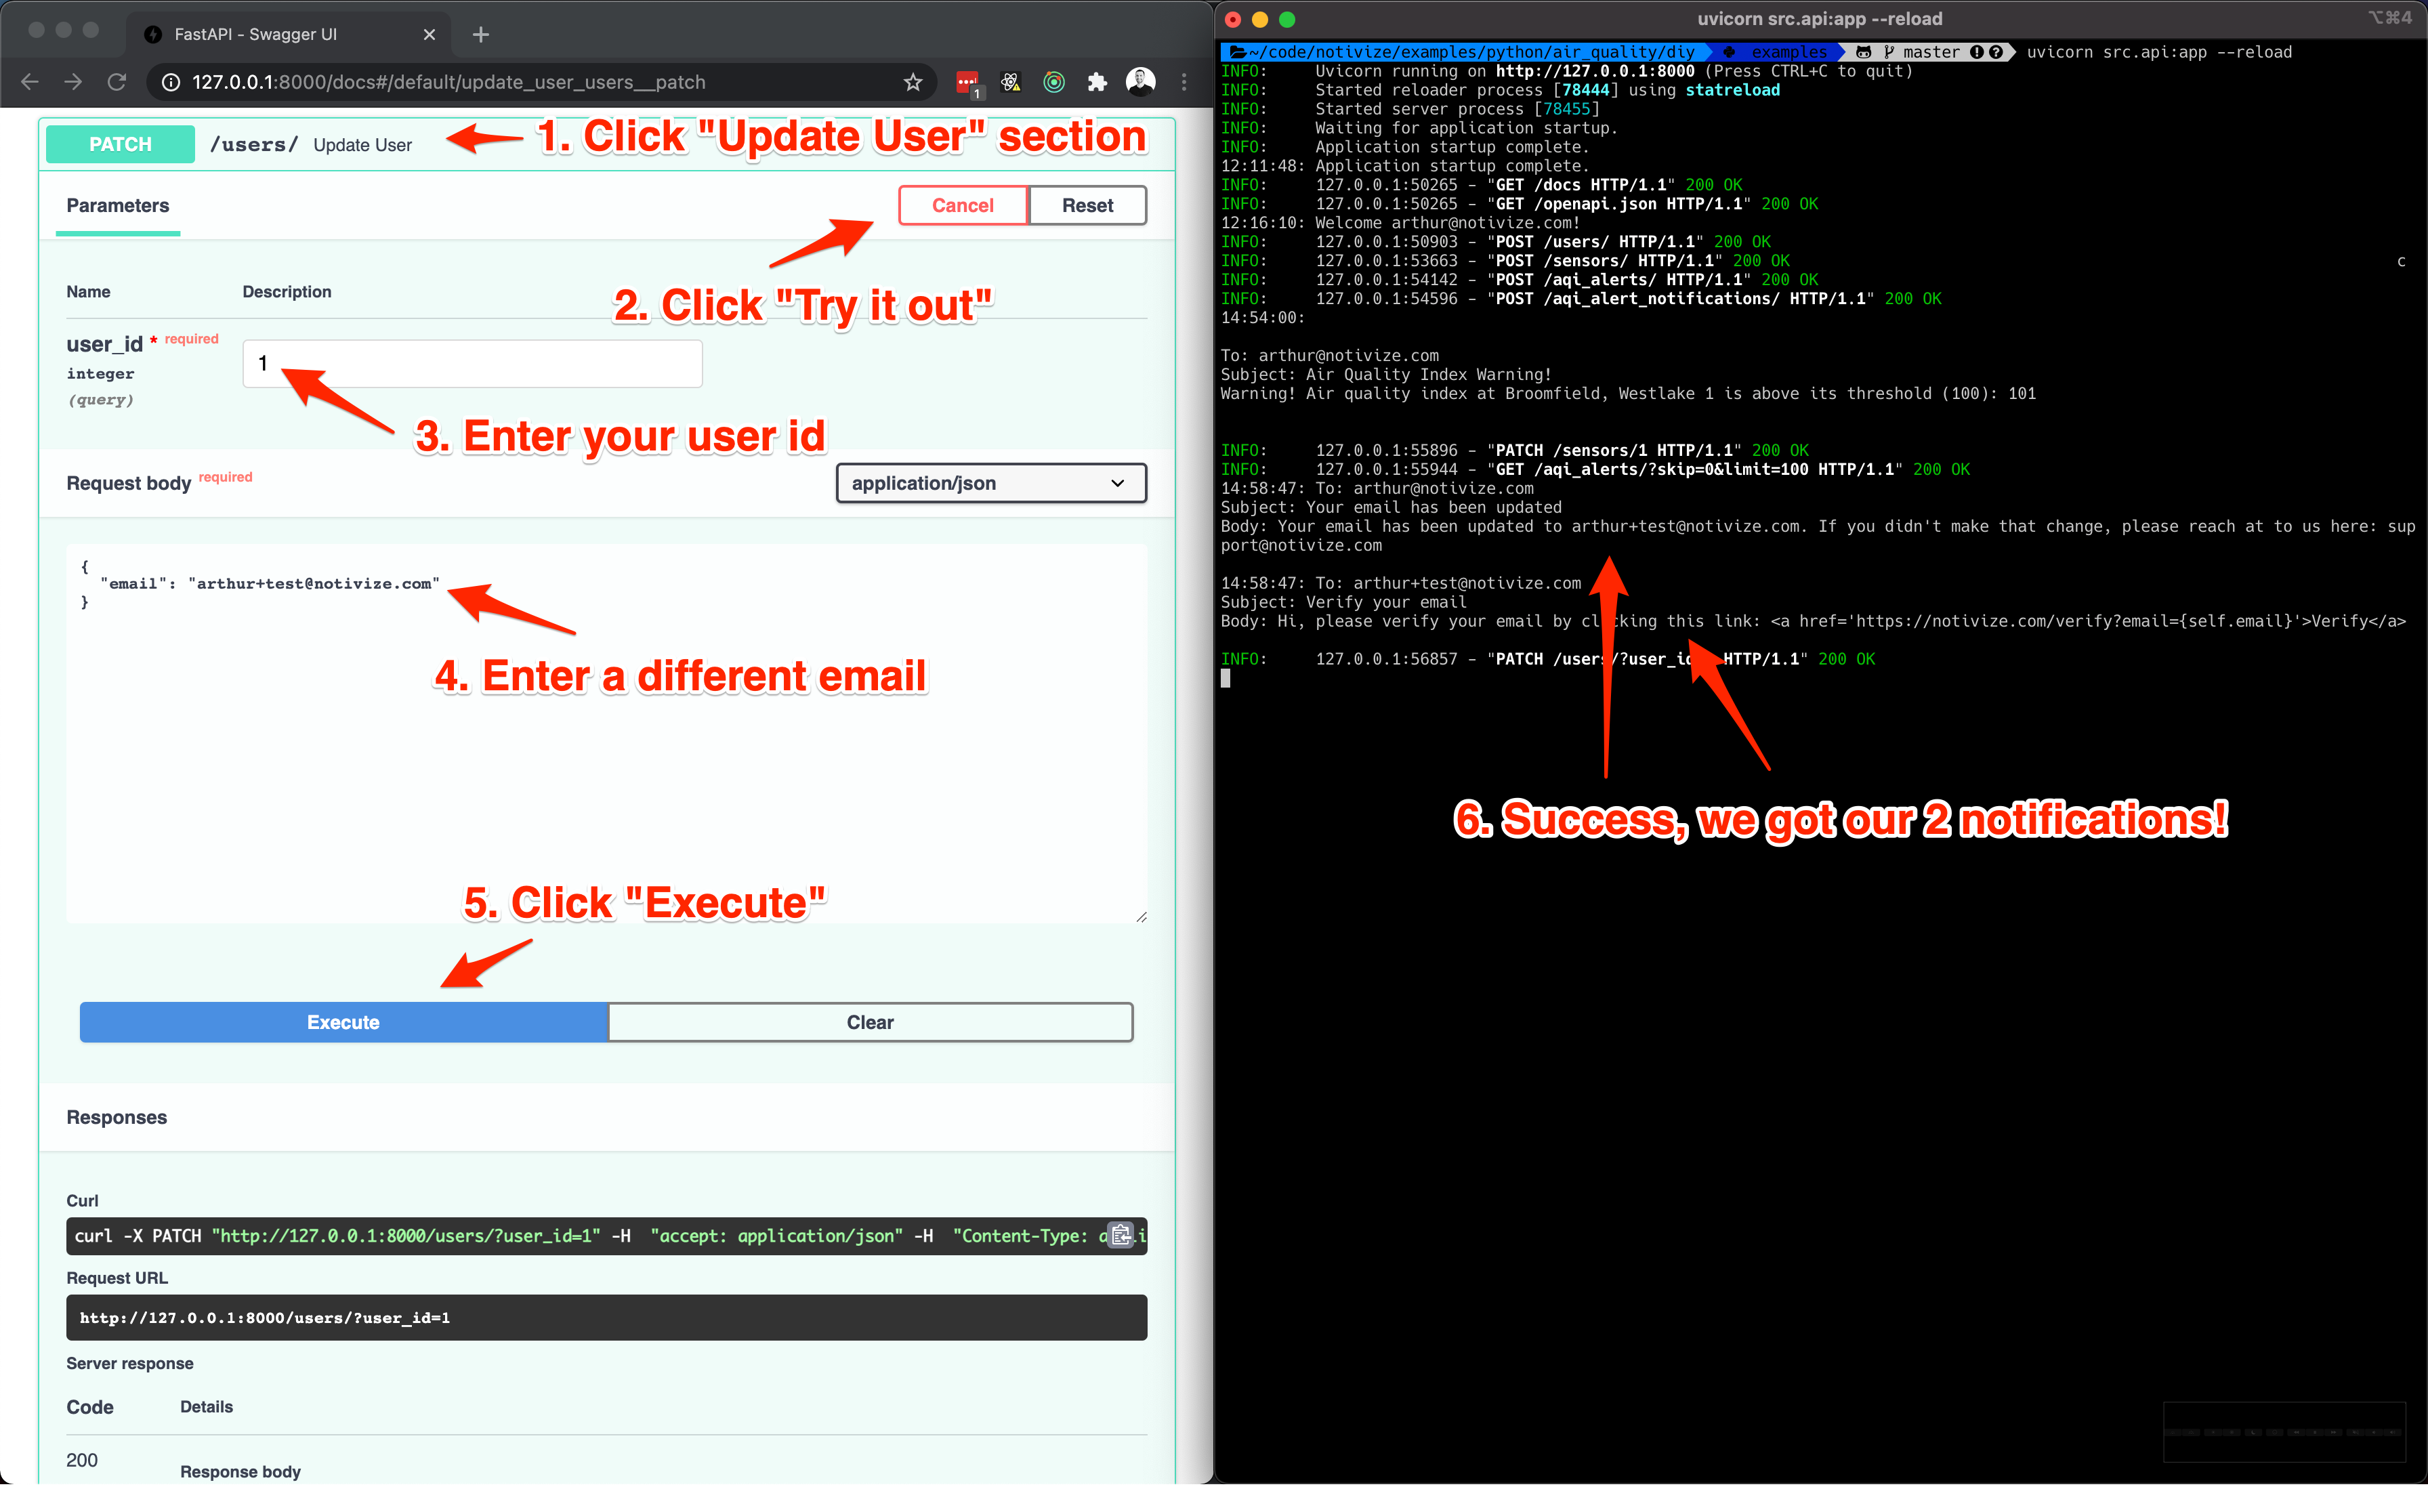 FastAPI - Swagger UI
127.0.0.1:8000/docs#/default/update_user_users__patch
1
PATCH /users/ Update User
1. Click "Update User" section
Parameters
Cancel
Reset
2. Click "Try it out"
Name Description
user_id * required
integer
(query)
1
3. Enter your user id
Request body required
application/json
{
"email": "arthur+test@notivize.com"
}
4. Enter a different email
5. Click "Execute"
Execute
Clear
Responses
Curl
curl -X PATCH "http://127.0.0.1:8000/users/?user_id=1" -H "accept: application/json" -H "Content-Type:
Request URL
http://127.0.0.1:8000/users/?user_id=1
Server response
Code Details
200
Response body
uvicorn src.api:app --reload
⌥⌘4
~/code/notivize/examples/python/air_quality/diy examples master uvicorn src.api:app --reload
INFO: Uvicorn running on http://127.0.0.1:8000 (Press CTRL+C to quit)
INFO: Started reloader process [78444] using statreload
INFO: Started server process [78455]
INFO: Waiting for application startup.
INFO: Application startup complete.
12:11:48: Application startup complete.
INFO: 127.0.0.1:50265 - "GET /docs HTTP/1.1" 200 OK
INFO: 127.0.0.1:50265 - "GET /openapi.json HTTP/1.1" 200 OK
12:16:10: Welcome arthur@notivize.com!
INFO: 127.0.0.1:50903 - "POST /users/ HTTP/1.1" 200 OK
INFO: 127.0.0.1:53663 - "POST /sensors/ HTTP/1.1" 200 OK c
INFO: 127.0.0.1:54142 - "POST /aqi_alerts/ HTTP/1.1" 200 OK
INFO: 127.0.0.1:54596 - "POST /aqi_alert_notifications/ HTTP/1.1" 200 OK
14:54:00:
To: arthur@notivize.com
Subject: Air Quality Index Warning!
Warning! Air quality index at Broomfield, Westlake 1 is above its threshold (100): 101
INFO: 127.0.0.1:55896 - "PATCH /sensors/1 HTTP/1.1" 200 OK
INFO: 127.0.0.1:55944 - "GET /aqi_alerts/?skip=0&limit=100 HTTP/1.1" 200 OK
14:58:47: To: arthur@notivize.com
Subject: Your email has been updated
Body: Your email has been updated to arthur+test@notivize.com. If you didn't make that change, please reach at to us here: sup
port@notivize.com
14:58:47: To: arthur+test@notivize.com
Subject: Verify your email
Body: Hi, please verify your email by clicking this link: <a href='https://notivize.com/verify?email={self.email}'>Verify</a>
INFO: 127.0.0.1:56857 - "PATCH /users/?user_id HTTP/1.1" 200 OK
6. Success, we got our 2 notifications!